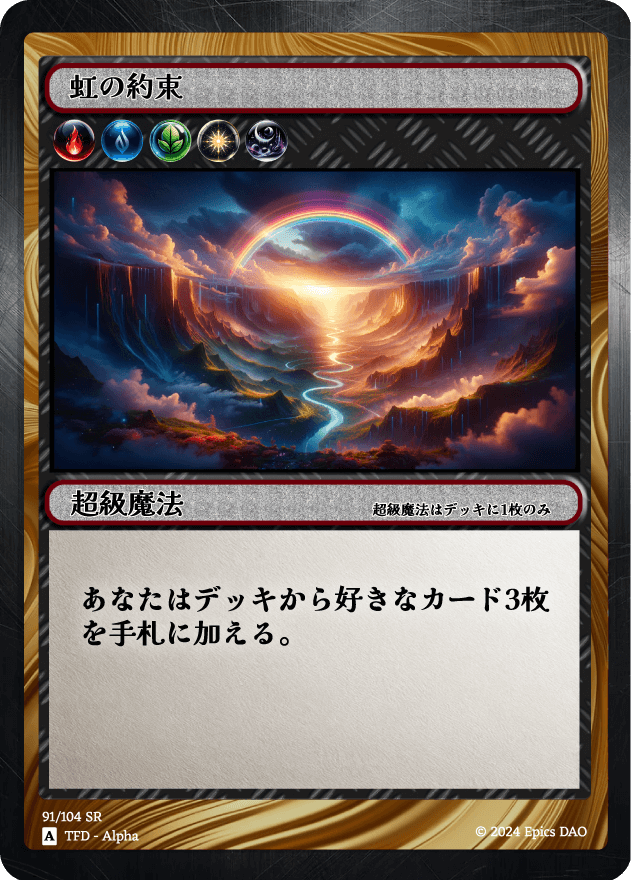 虹の約束
超級魔法
超級魔法はデッキに1枚のみ
あなたはデッキから好きなカード3枚
を手札に加える。
91/104 SR
A TFD - Alpha
© 2024 Epics DAO